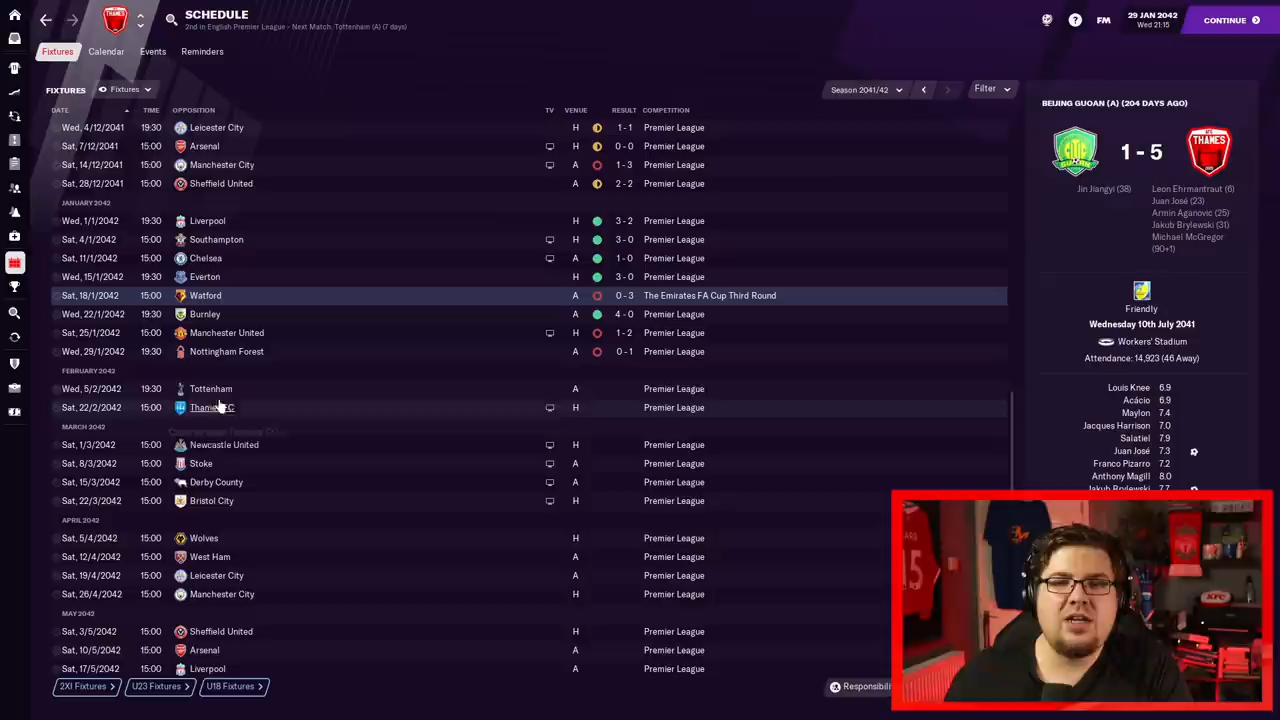 SCHEDULE
2nd in English Premier League - Next Match: Tottenham (A) (7 days)
FM
29 JAN 2042
Wed 21:15
CONTINUE
Fixtures Calendar Events Reminders
FIXTURES Fixtures Season 2041/42 Filter
DATE TIME OPPOSITION TV VENUE RESULT COMPETITION
Wed, 4/12/2041 19:30 Leicester City H 1 - 1 Premier League
Sat, 7/12/2041 15:00 Arsenal H 0 - 0 Premier League
Sat, 14/12/2041 15:00 Manchester City A 1 - 3 Premier League
Sat, 28/12/2041 15:00 Sheffield United A 2 - 2 Premier League
JANUARY 2042
Wed, 1/1/2042 19:30 Liverpool H 3 - 2 Premier League
Sat, 4/1/2042 15:00 Southampton H 3 - 0 Premier League
Sat, 11/1/2042 15:00 Chelsea A 1 - 0 Premier League
Wed, 15/1/2042 19:30 Everton H 3 - 0 Premier League
Sat, 18/1/2042 15:00 Watford A 0 - 3 The Emirates FA Cup Third Round
Wed, 22/1/2042 19:30 Burnley A 4 - 0 Premier League
Sat, 25/1/2042 15:00 Manchester United H 1 - 2 Premier League
Wed, 29/1/2042 19:30 Nottingham Forest A 0 - 1 Premier League
FEBRUARY 2042
Wed, 5/2/2042 19:30 Tottenham A Premier League
Sat, 22/2/2042 15:00 H Premier League
MARCH 2042
Sat, 1/3/2042 15:00 Newcastle United H Premier League
Sat, 8/3/2042 15:00 Stoke A Premier League
Sat, 15/3/2042 15:00 Derby County A Premier League
Sat, 22/3/2042 15:00 Bristol City H Premier League
APRIL 2042
Sat, 5/4/2042 15:00 Wolves H Premier League
Sat, 12/4/2042 15:00 West Ham A Premier League
Sat, 19/4/2042 15:00 Leicester City A Premier League
Sat, 26/4/2042 15:00 Manchester City H Premier League
MAY 2042
Sat, 3/5/2042 15:00 Sheffield United H Premier League
Sat, 10/5/2042 15:00 Arsenal A Premier League
Sat, 17/5/2042 15:00 Liverpool A Premier League
2XI Fixtures U23 Fixtures U18 Fixtures
BEIJING GUOAN (A) (204 DAYS AGO)
THAMES
1 - 5
Jin Jiangyi (38)
Leon Ehrmantraut (6)
Juan José (23)
Armin Aganovic (25)
Jakub Brylewski (31)
Michael McGregor
(90+1)
Friendly
Wednesday 10th July 2041
Workers' Stadium
Attendance: 14,923 (46 Away)
Louis Knee 6.9
Acácio 6.9
Maylon 7.4
Jacques Harrison 7.0
Salatiel 7.9
Juan José 7.3
Franco Pizarro 7.2
Anthony Magill 8.0
Jakub Brylewski 7.7
KFC